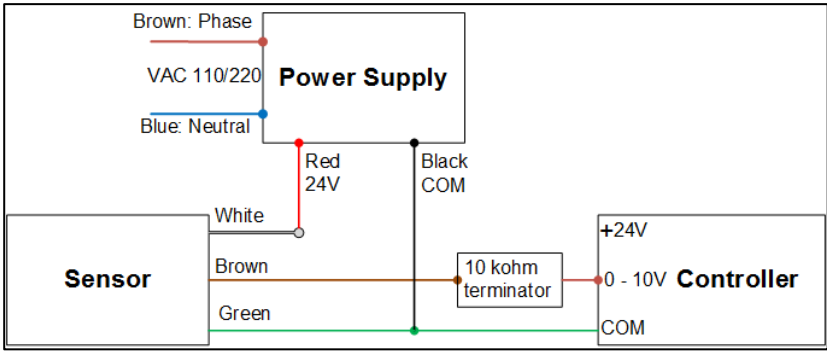 Brown: Phase
VAC 110/220
Power Supply
Blue: Neutral
Red
24V
Black
COM
White
+24V
Sensor
Brown
10 kohm
terminator
0 - 10V
Controller
Green
COM